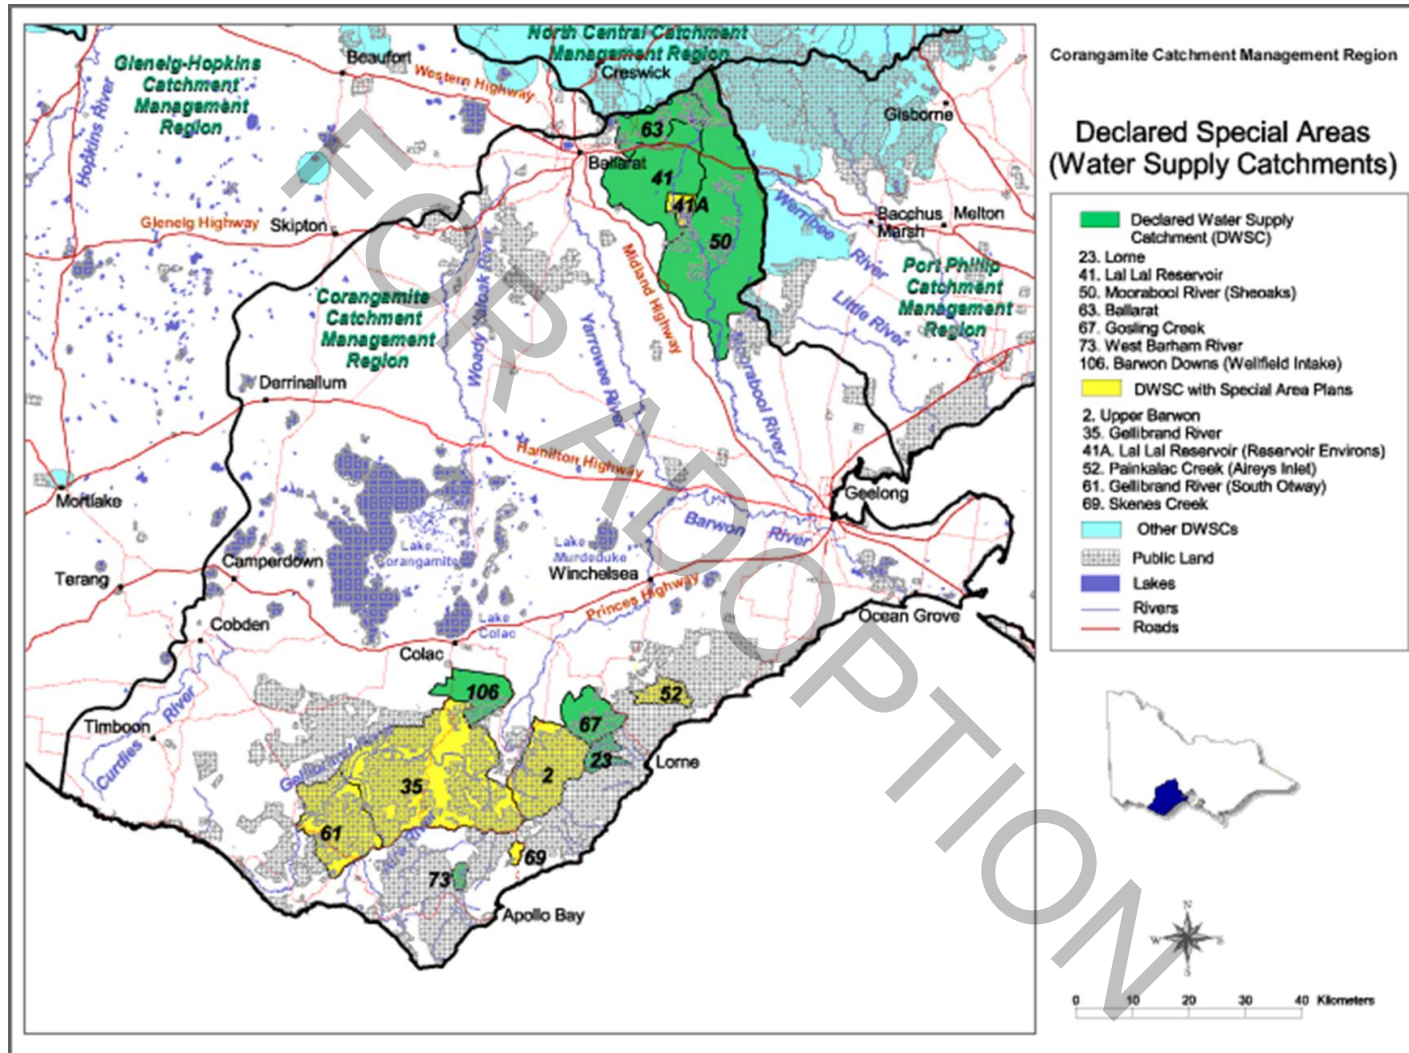 North Central Catchment
Management Region
Glenelg-Hopkins
Catchment
Management
Region
Beaufort
Western Highway
Creswick
Gisborne
Hopkins River
63
Ballarat
41
41A
50
Glenelg Highway
Skipton
Werribee
River
Bacchus
Marsh
Melton
Port Phillip
Catchment
Management
Region
Little River
Midland Highway
Corangamite
Catchment
Management
Region
Woady Yaloak River
Yarrowee River
Moorabool River
Derrinallum
Hamilton Highway
Mortlake
Geelong
Barwon
River
Lake
Corangamite
Lake
Murdeduke
Winchelsea
Camperdown
Terang
Princes Highway
Ocean Grove
Cobden
Lake
Colac
Colac
106
52
67
23
Lorne
Timboon
Curdies
River
Gellibrand River
35
2
61
69
73
Apollo Bay
FOR ADOPTION
Corangamite Catchment Management Region
Declared Special Areas
(Water Supply Catchments)
Declared Water Supply
Catchment (DWSC)
23. Lorne
41. Lal Lal Reservoir
50. Moorabool River (Sheoaks)
63. Ballarat
67. Gosling Creek
73. West Barham River
106. Barwon Downs (Wellfield Intake)
DWSC with Special Area Plans
2. Upper Barwon
35. Gellibrand River
41A. Lal Lal Reservoir (Reservoir Environs)
52. Painkalac Creek (Aireys Inlet)
61. Gellibrand River (South Otway)
69. Skenes Creek
Other DWSCs
Public Land
Lakes
Rivers
Roads
N
W
S
0 10 20 30 40 Kilometers